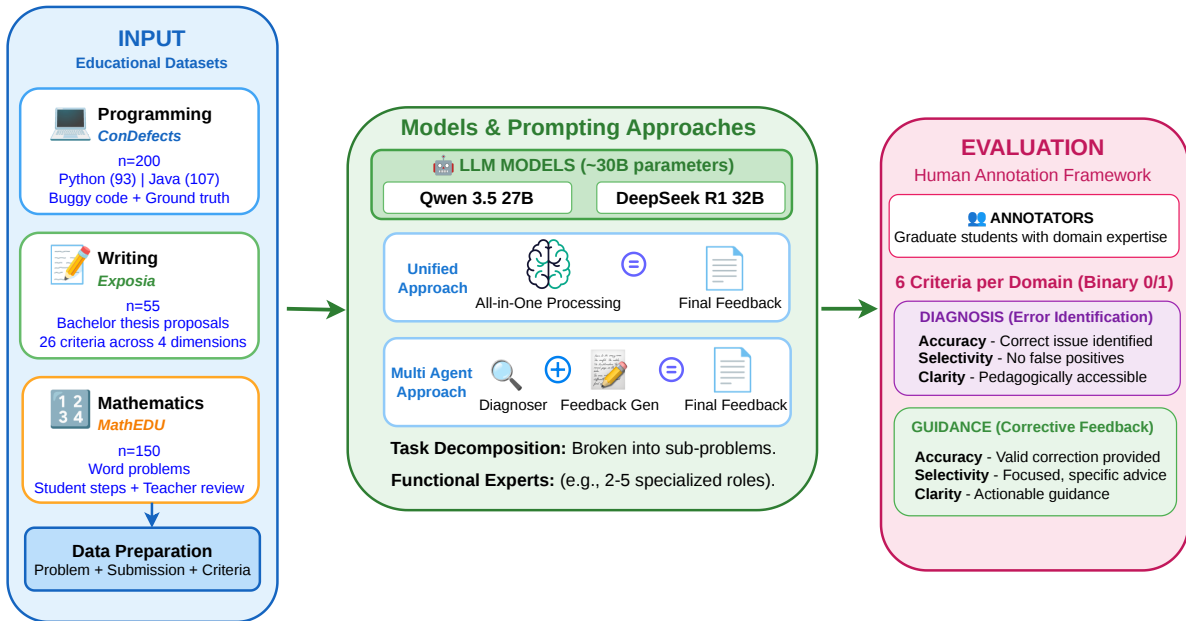 INPUT
Educational Datasets
Programming
ConDefects
n=200
Python (93) | Java (107)
Buggy code + Ground truth
Writing
Exposia
n=55
Bachelor thesis proposals
26 criteria across 4 dimensions
1 2
3 4
Mathematics
MathEDU
n=150
Word problems
Student steps + Teacher review
Data Preparation
Problem + Submission + Criteria
Models & Prompting Approaches
LLM MODELS (~30B parameters)
Qwen 3.5 27B
DeepSeek R1 32B
Unified
Approach
All-in-One Processing
=
Final Feedback
Multi Agent
Approach
Diagnoser
+
Feedback Gen
=
Final Feedback
Task Decomposition: Broken into sub-problems.
Functional Experts: (e.g., 2-5 specialized roles).
EVALUATION
Human Annotation Framework
ANNOTATORS
Graduate students with domain expertise
6 Criteria per Domain (Binary 0/1)
DIAGNOSIS (Error Identification)
Accuracy - Correct issue identified
Selectivity - No false positives
Clarity - Pedagogically accessible
GUIDANCE (Corrective Feedback)
Accuracy - Valid correction provided
Selectivity - Focused, specific advice
Clarity - Actionable guidance